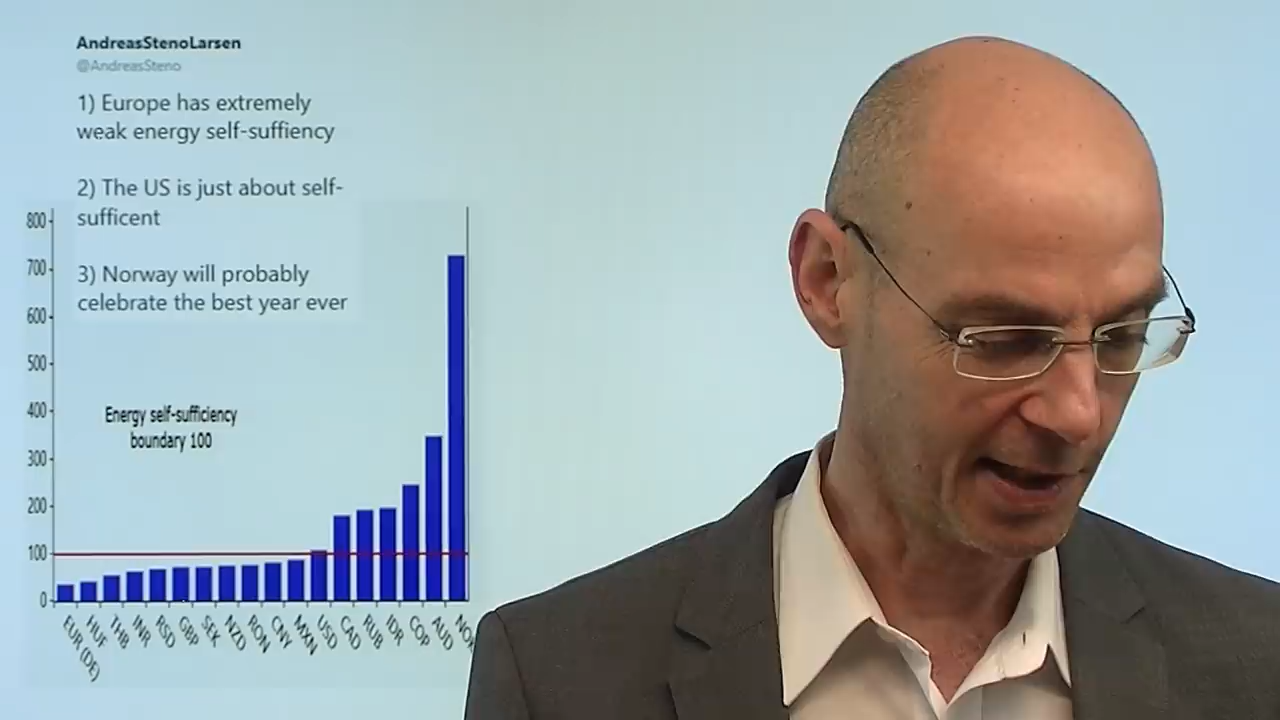 AndreasStenoLarsen
@AndreasSteno
1) Europe has extremely
weak energy self-suffiency
2) The US is just about self-
sufficent
3) Norway will probably
celebrate the best year ever
800
700
600
500
400
300
200
100
0
Energy self-sufficiency
boundary 100
EUR (DE)
HUF
THB
INR
RSD
GBP
SEK
NZD
RON
CNY
MXN
USD
CAD
RUB
IDR
COP
AUD